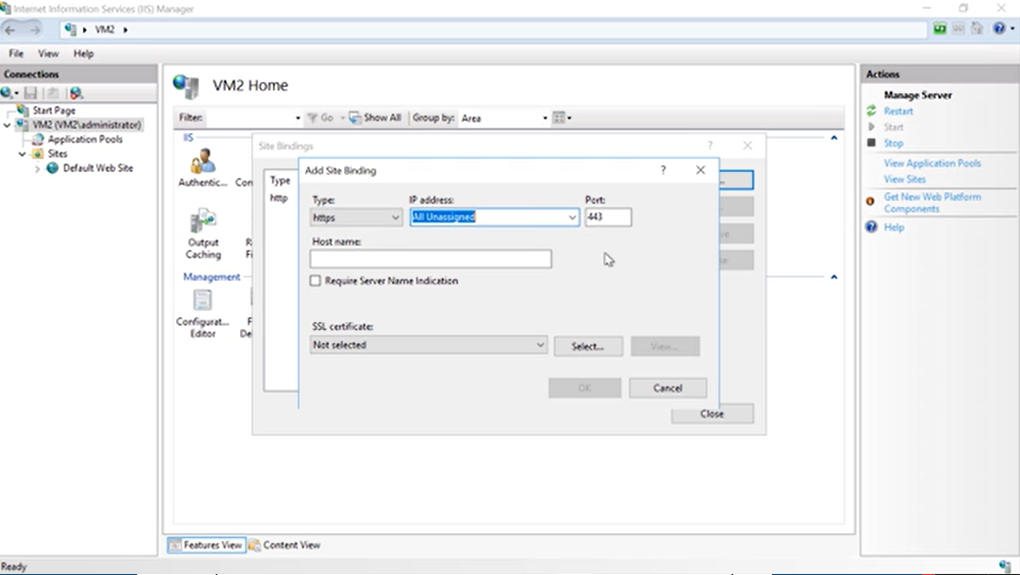 Internet Information Services (IIS) Manager
VM2
File View Help
Connections
Start Page
VM2 (VM2\administrator)
Application Pools
Sites
Default Web Site
VM2 Home
Filter: Go Show All Group by: Area
IIS
Authentic...
Output
Caching
Management
Configurat...
Editor
Site Bindings ?
Type
http
Close
Add Site Binding ?
Type: IP address: Port:
https All Unassigned 443
Host name:
Require Server Name Indication
SSL certificate:
Not selected Select... View...
OK Cancel
Features View Content View
Actions
Manage Server
Restart
Start
Stop
View Application Pools
View Sites
Get New Web Platform
Components
Help
Ready